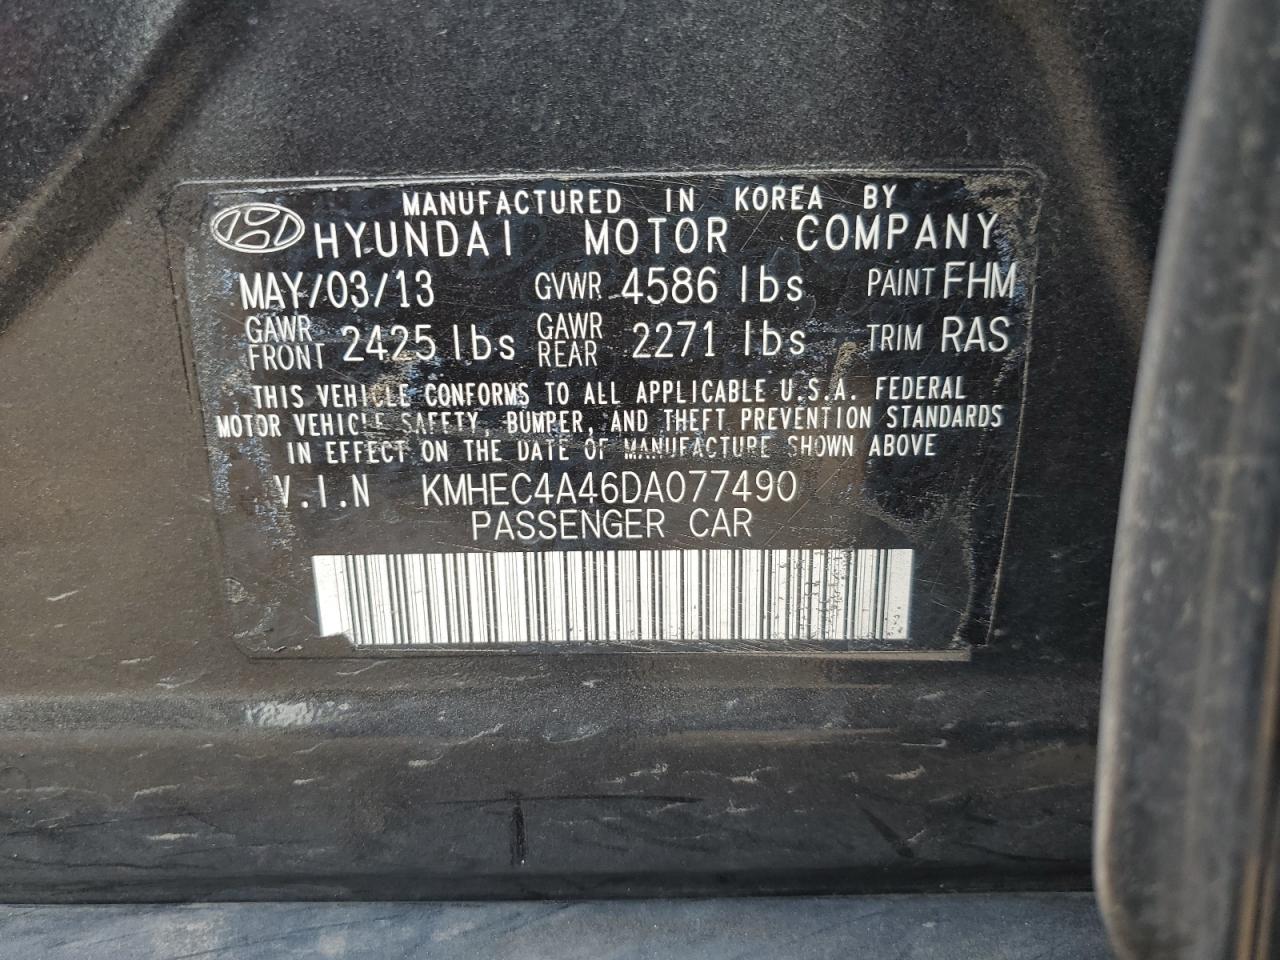 MANUFACTURED IN KOREA BY
HYUNDAI MOTOR COMPANY
MAY/03/13 GVWR 4586 lbs PAINT FHM
GAWR FRONT 2425 lbs GAWR REAR 2271 lbs TRIM RAS
THIS VEHICLE CONFORMS TO ALL APPLICABLE U.S.A. FEDERAL
MOTOR VEHICLE SAFETY, BUMPER, AND THEFT PREVENTION STANDARDS
IN EFFECT ON THE DATE OF MANUFACTURE SHOWN ABOVE
V.I.N KMHEC4A46DA077490
PASSENGER CAR